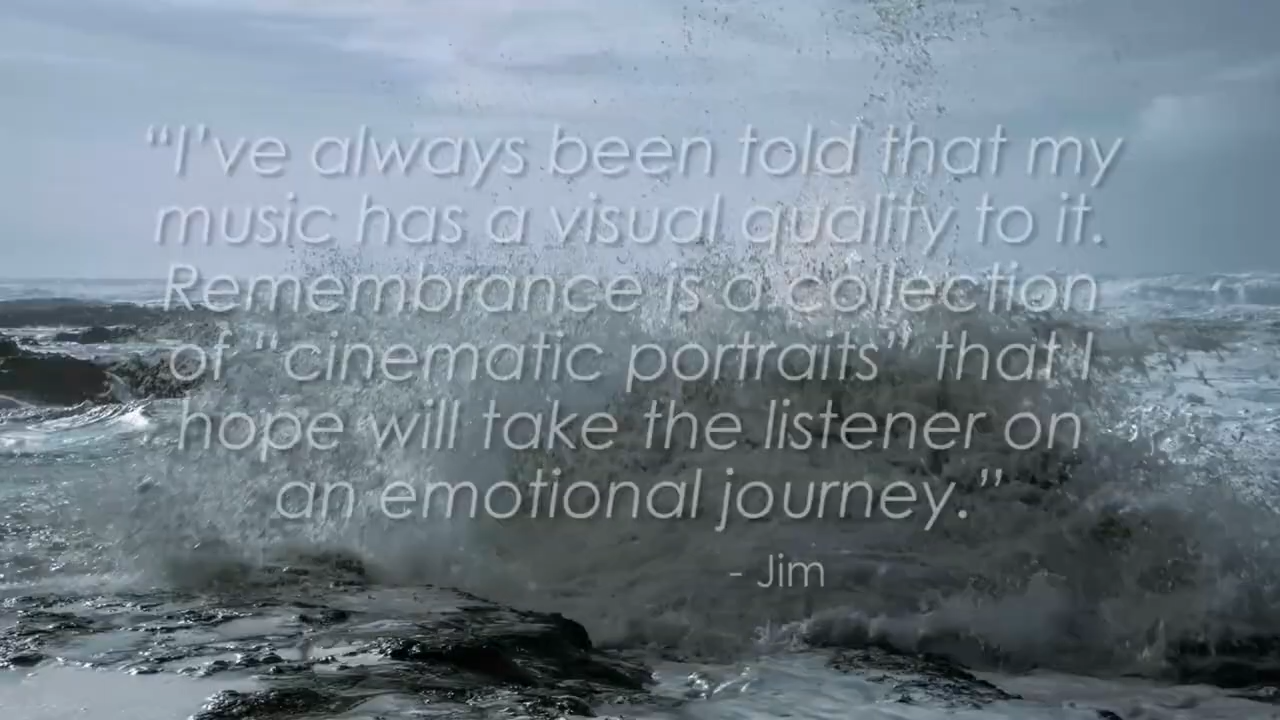 “I’ve always been told that my
music has a visual quality to it.
Remembrance is a collection
of “cinematic portraits” that I
hope will take the listener on
an emotional journey.”
- Jim